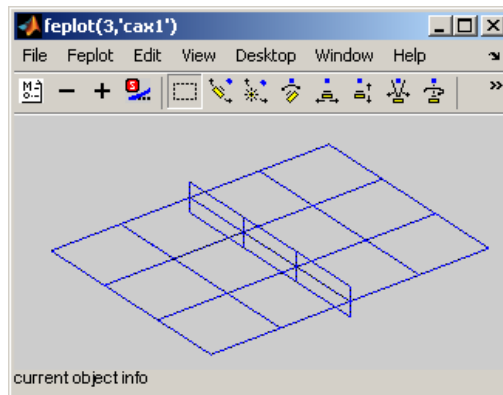 feplot(3,'cax1')
File Feplot Edit View Desktop Window Help
current object info